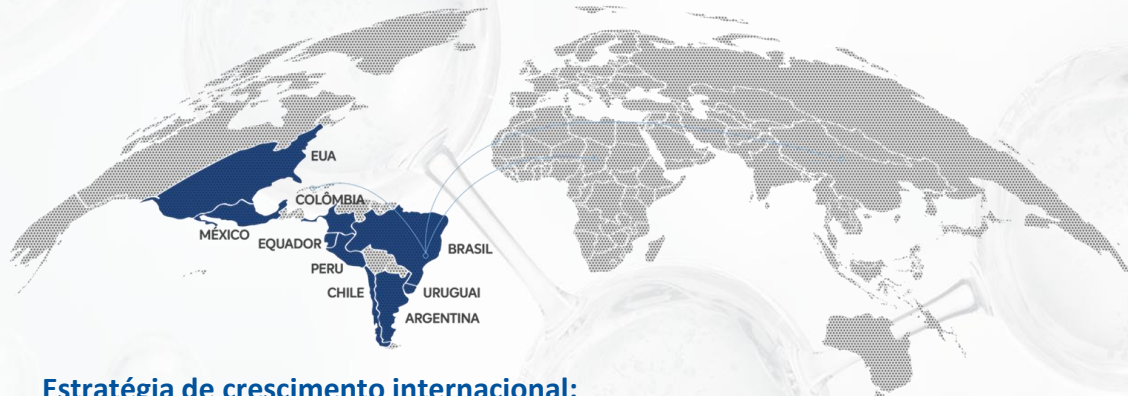 EUA
COLÔMBIA
MÉXICO
EQUADOR
BRASIL
PERU
CHILE
URUGUAI
ARGENTINA
Estratégia de crescimento internacional: